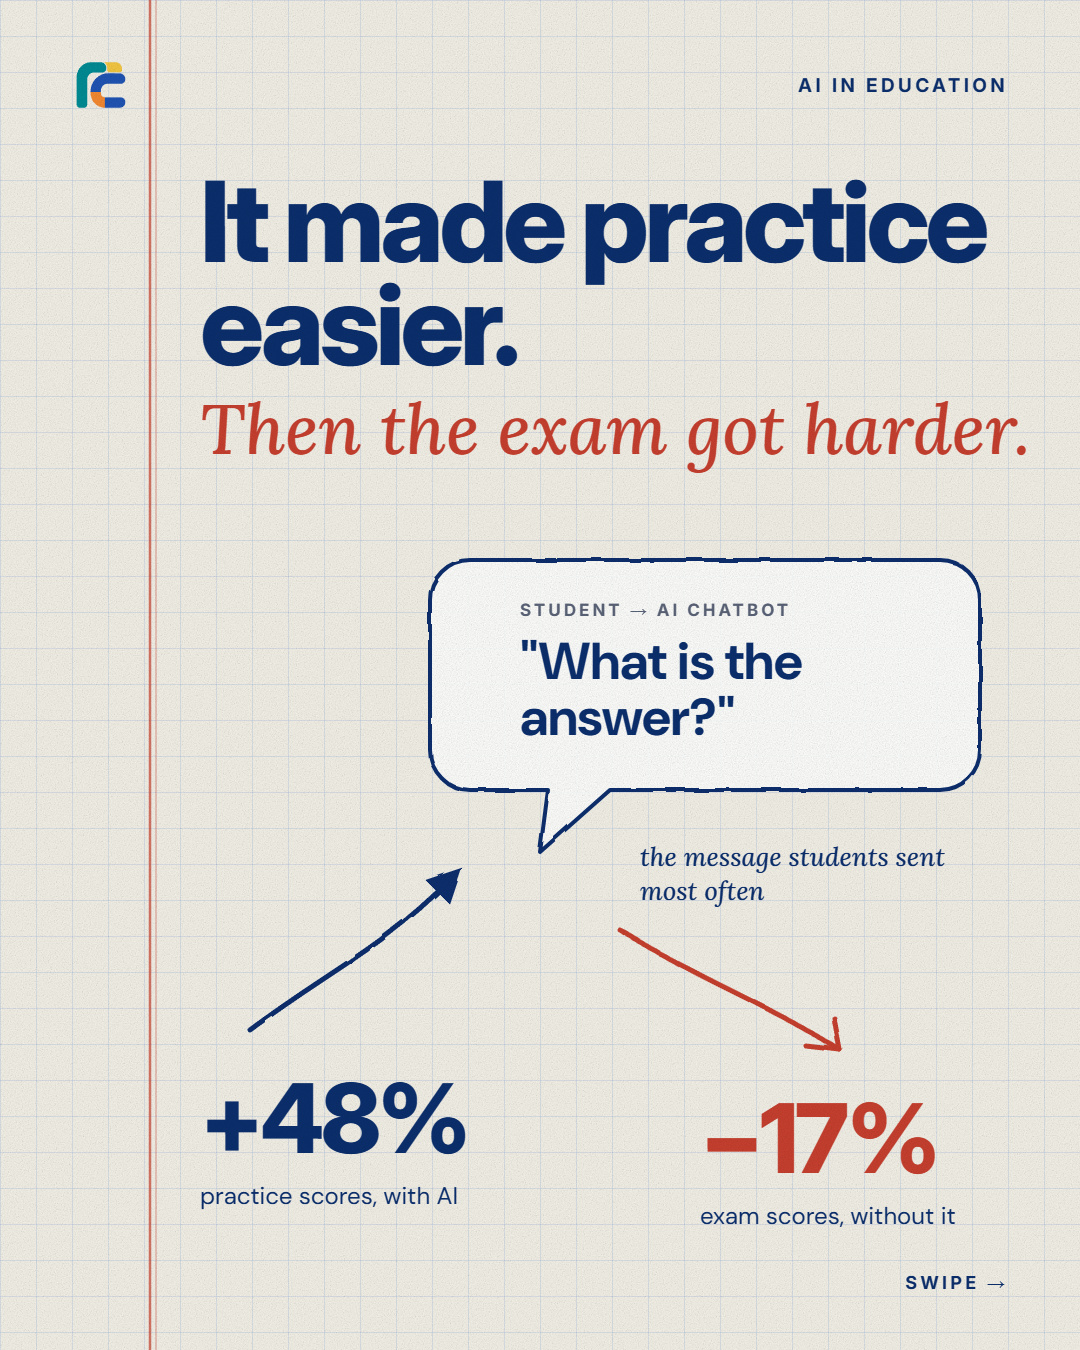 AI IN EDUCATION
It made practice
easier.
Then the exam got harder.
STUDENT → AI CHATBOT
"What is the
answer?"
the message students sent
most often
+48%
practice scores, with AI
−17%
exam scores, without it
SWIPE →